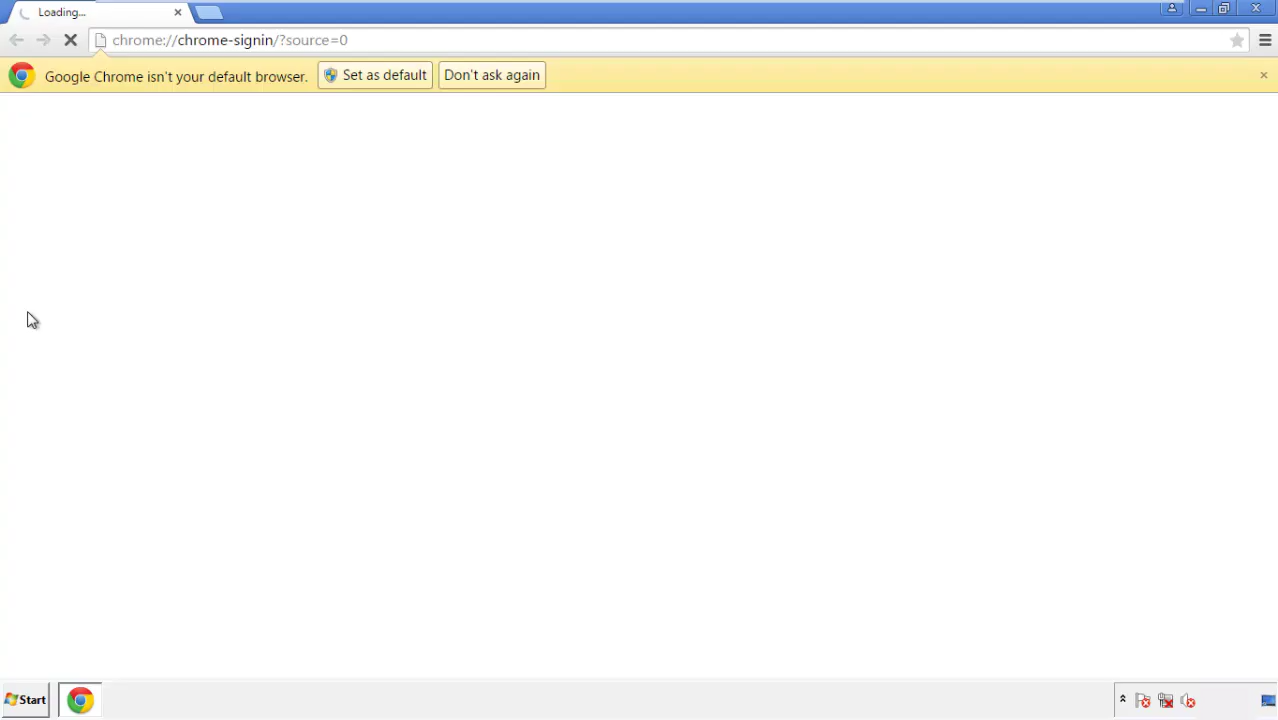 Loading...
chrome://chrome-signin/?source=0
Google Chrome isn't your default browser. Set as default Don't ask again
Start